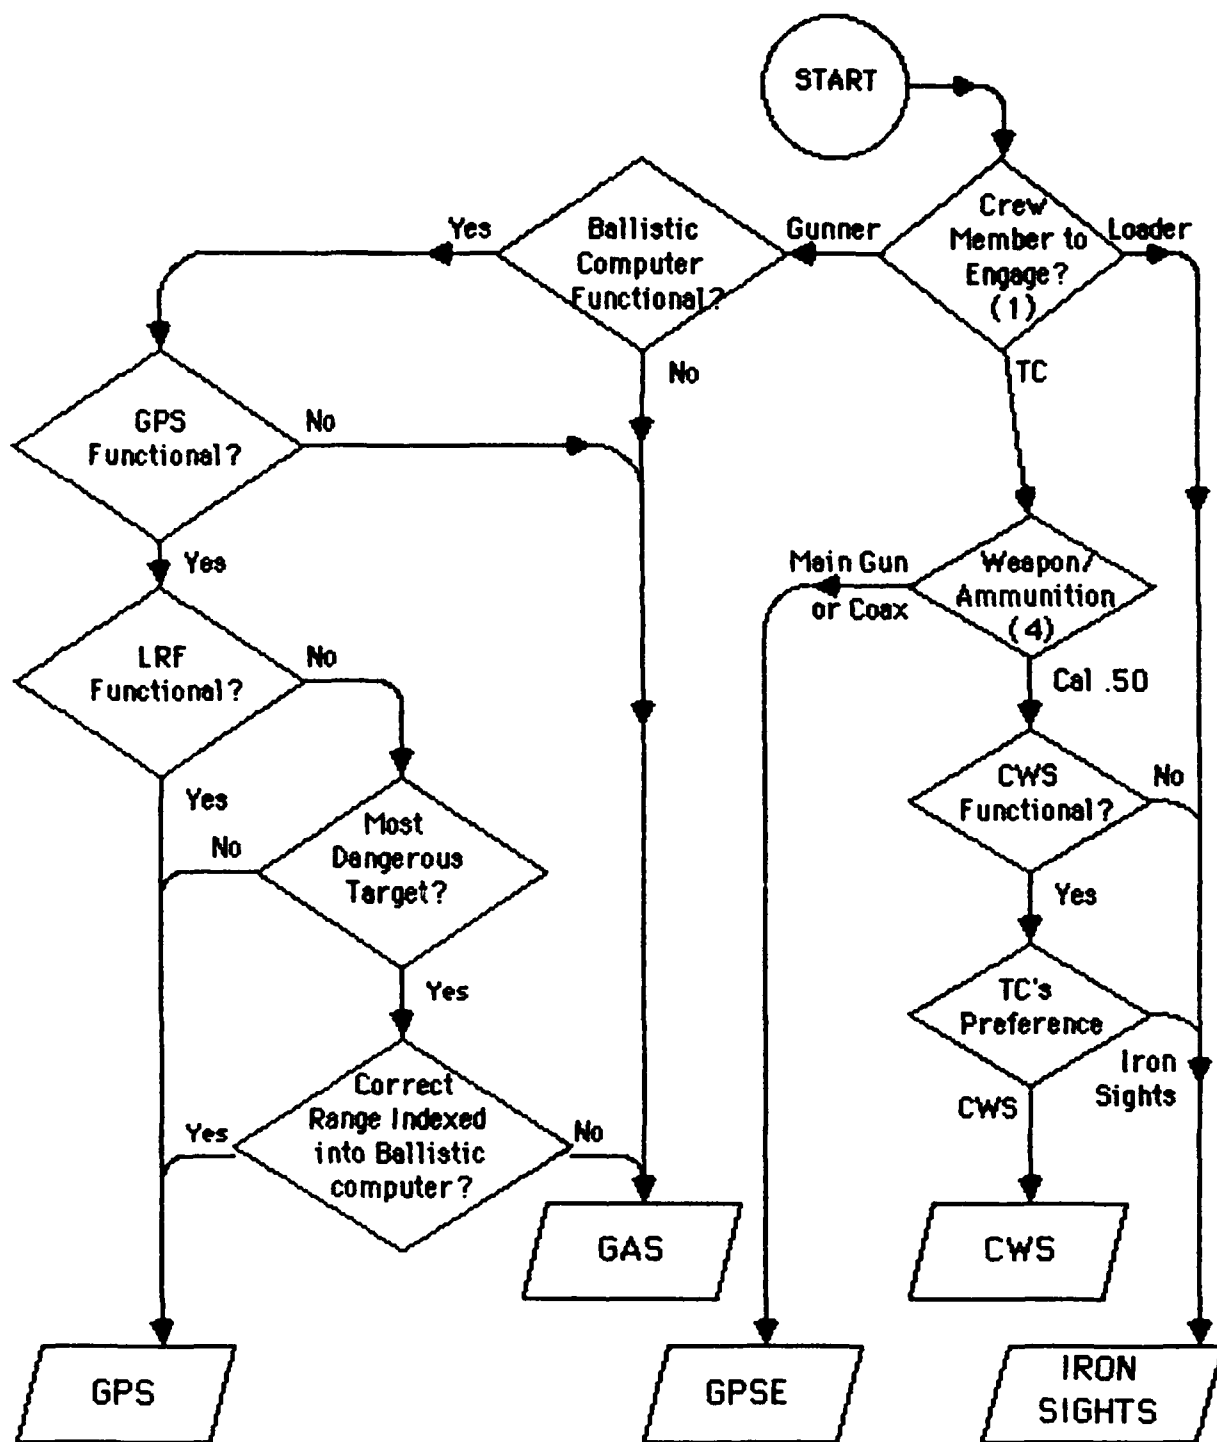 START
Crew
Member to
Engage?
(1)
Gunner
Loader
TC
Ballistic
Computer
Functional?
Yes
No
GPS
Functional?
No
Yes
LRF
Functional?
No
Yes
Most
Dangerous
Target?
No
Yes
Correct
Range Indexed
into Ballistic
computer?
Yes
No
Weapon/
Ammunition
(4)
Main Gun
or Coax
Cal .50
CWS
Functional?
No
Yes
TC's
Preference
Iron
Sights
CWS
GAS
CWS
GPS
GPSE
IRON
SIGHTS